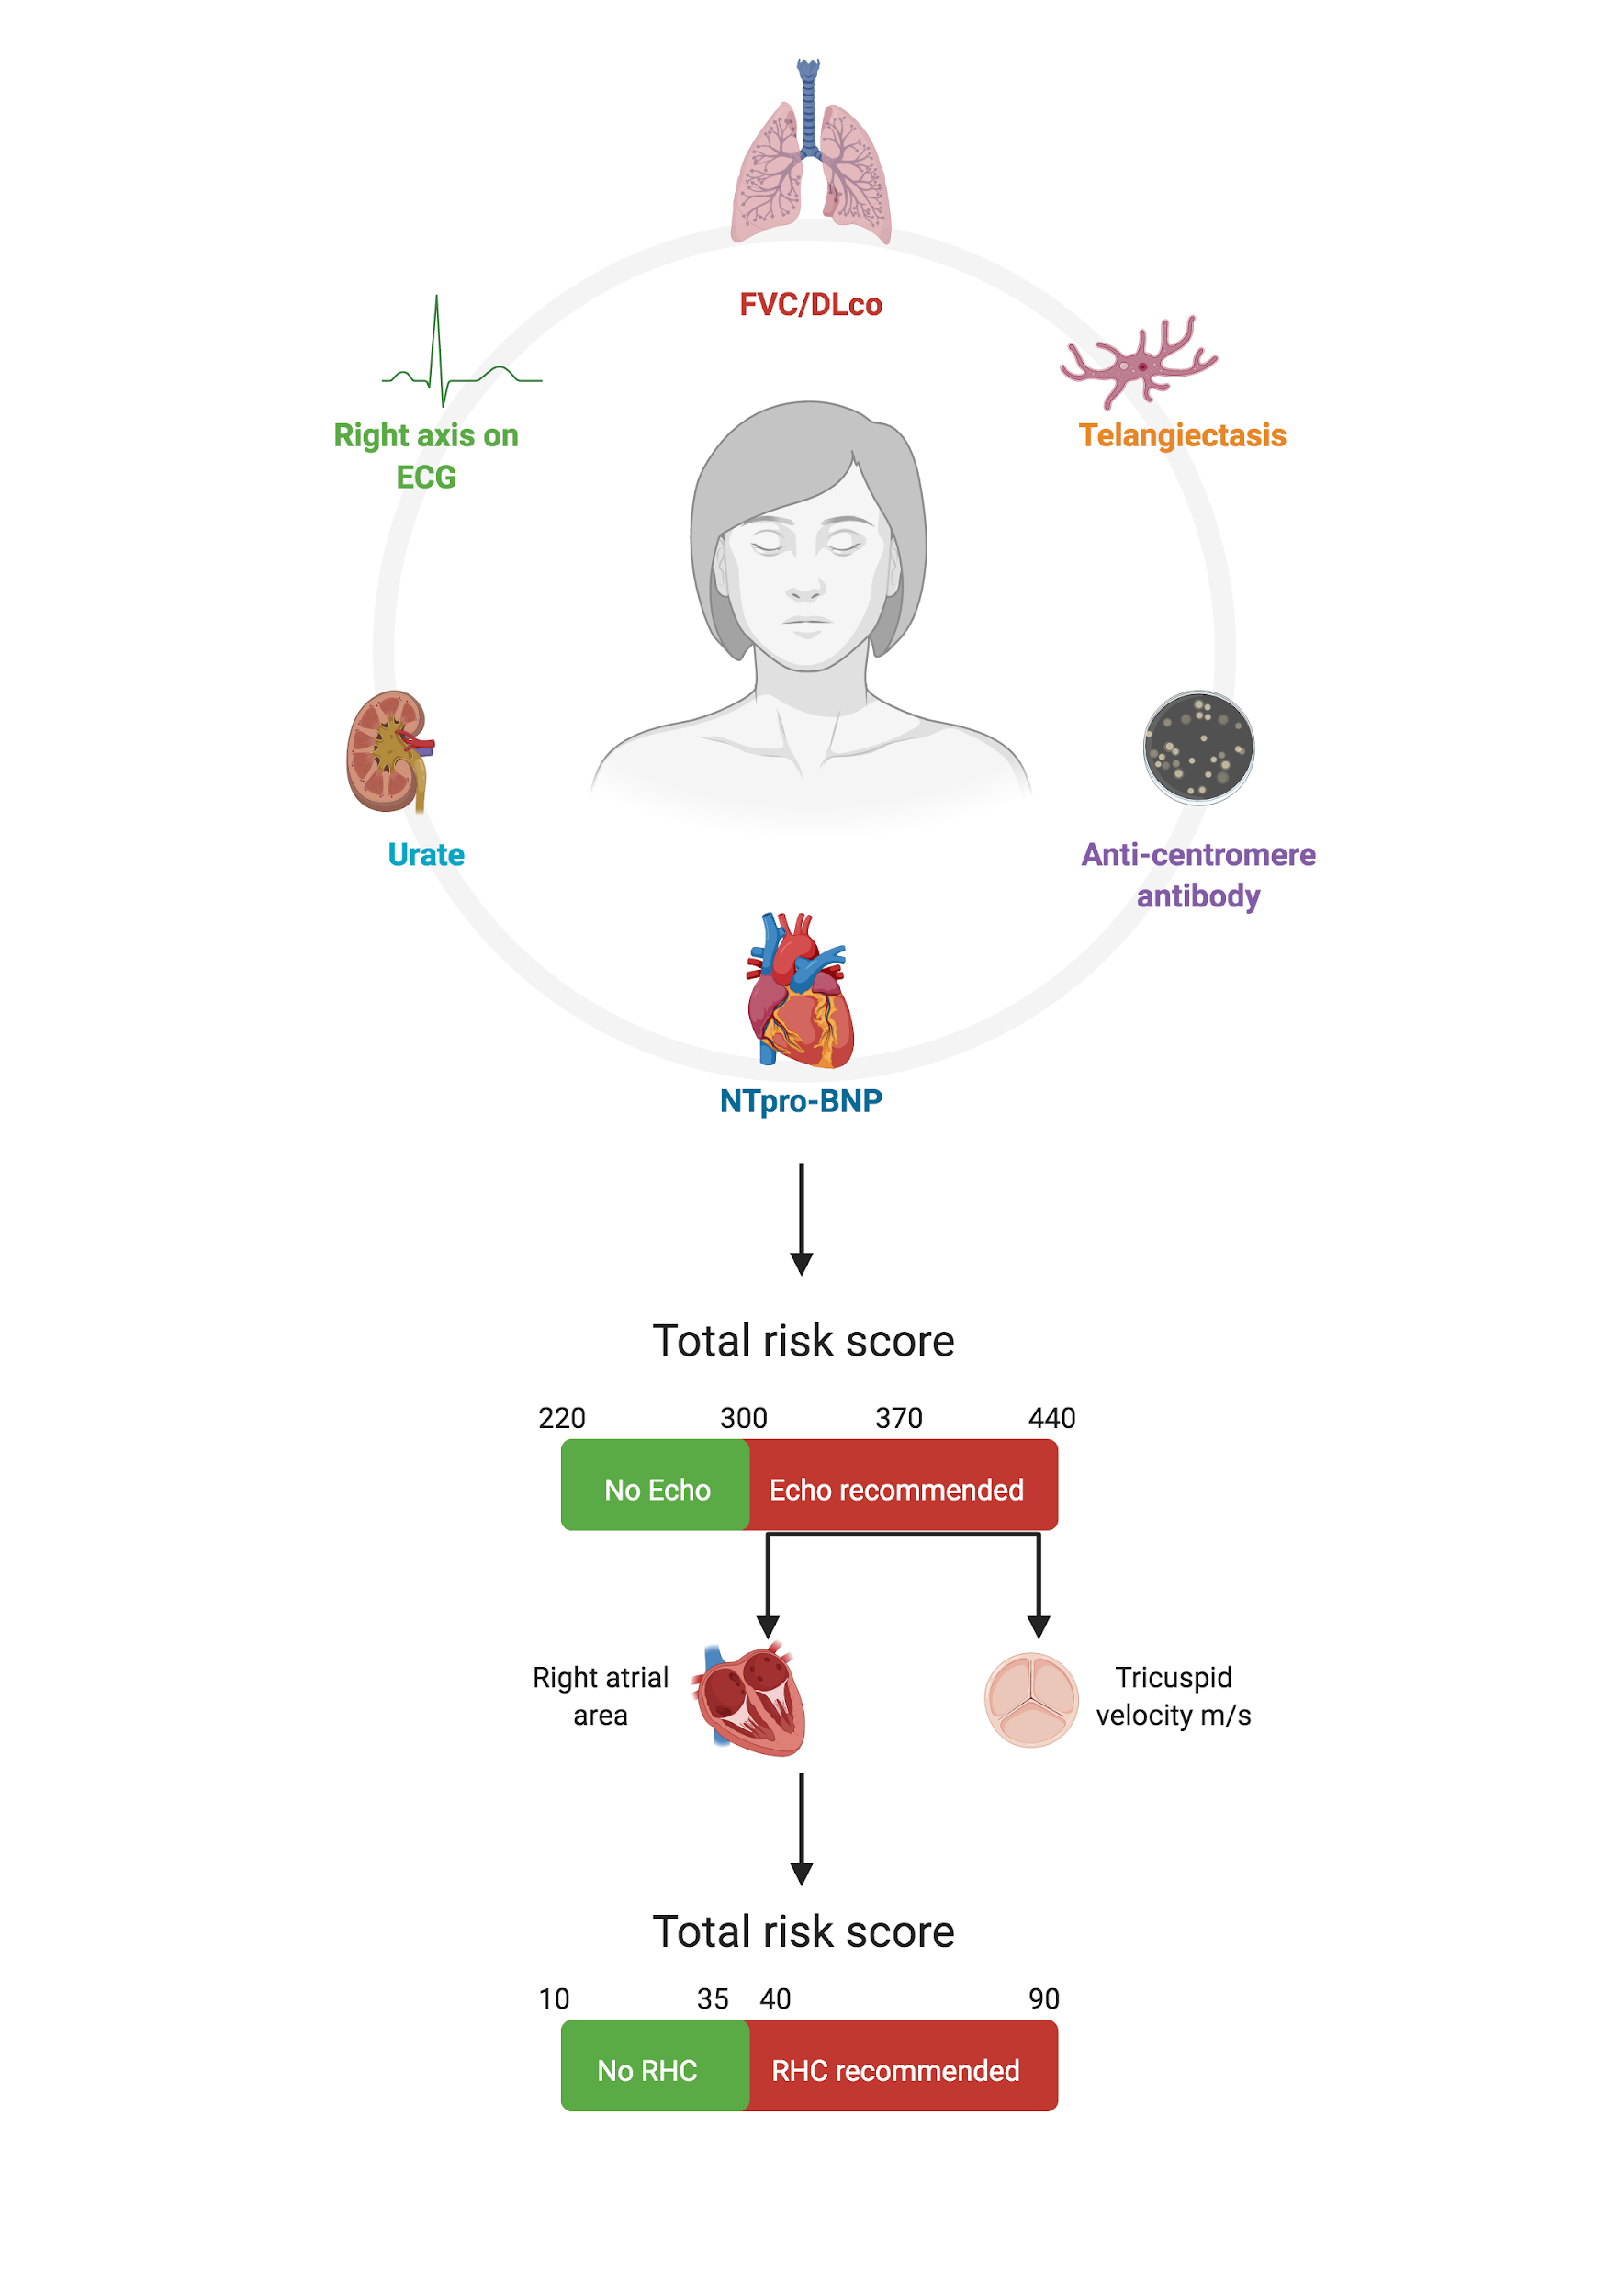 FVC/DLco
Right axis on
ECG
Telangiectasis
Urate
Anti-centromere
antibody
NTpro-BNP
Total risk score
220 300 370 440
No Echo Echo recommended
Right atrial
area
Tricuspid
velocity m/s
Total risk score
10 35 40 90
No RHC RHC recommended